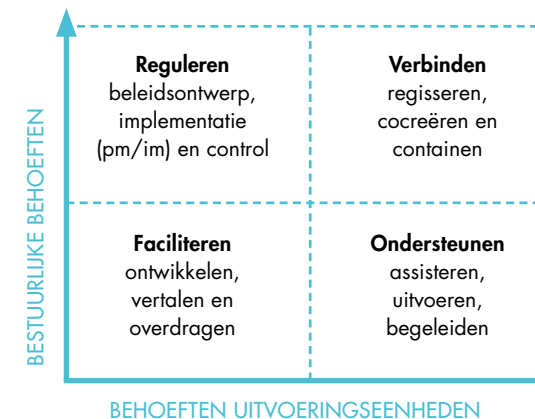 BESTUURLIJKE BEHOEFTEN
Reguleren
beleidsontwerp,
implementatie
(pm/im) en control
Verbinden
regisseren,
cocreëren en
containen
Faciliteren
ontwikkelen,
vertalen en
overdragen
Ondersteunen
assisteren,
uitvoeren,
begeleiden
BEHOEFTEN UITVOERINGSEENHEDEN